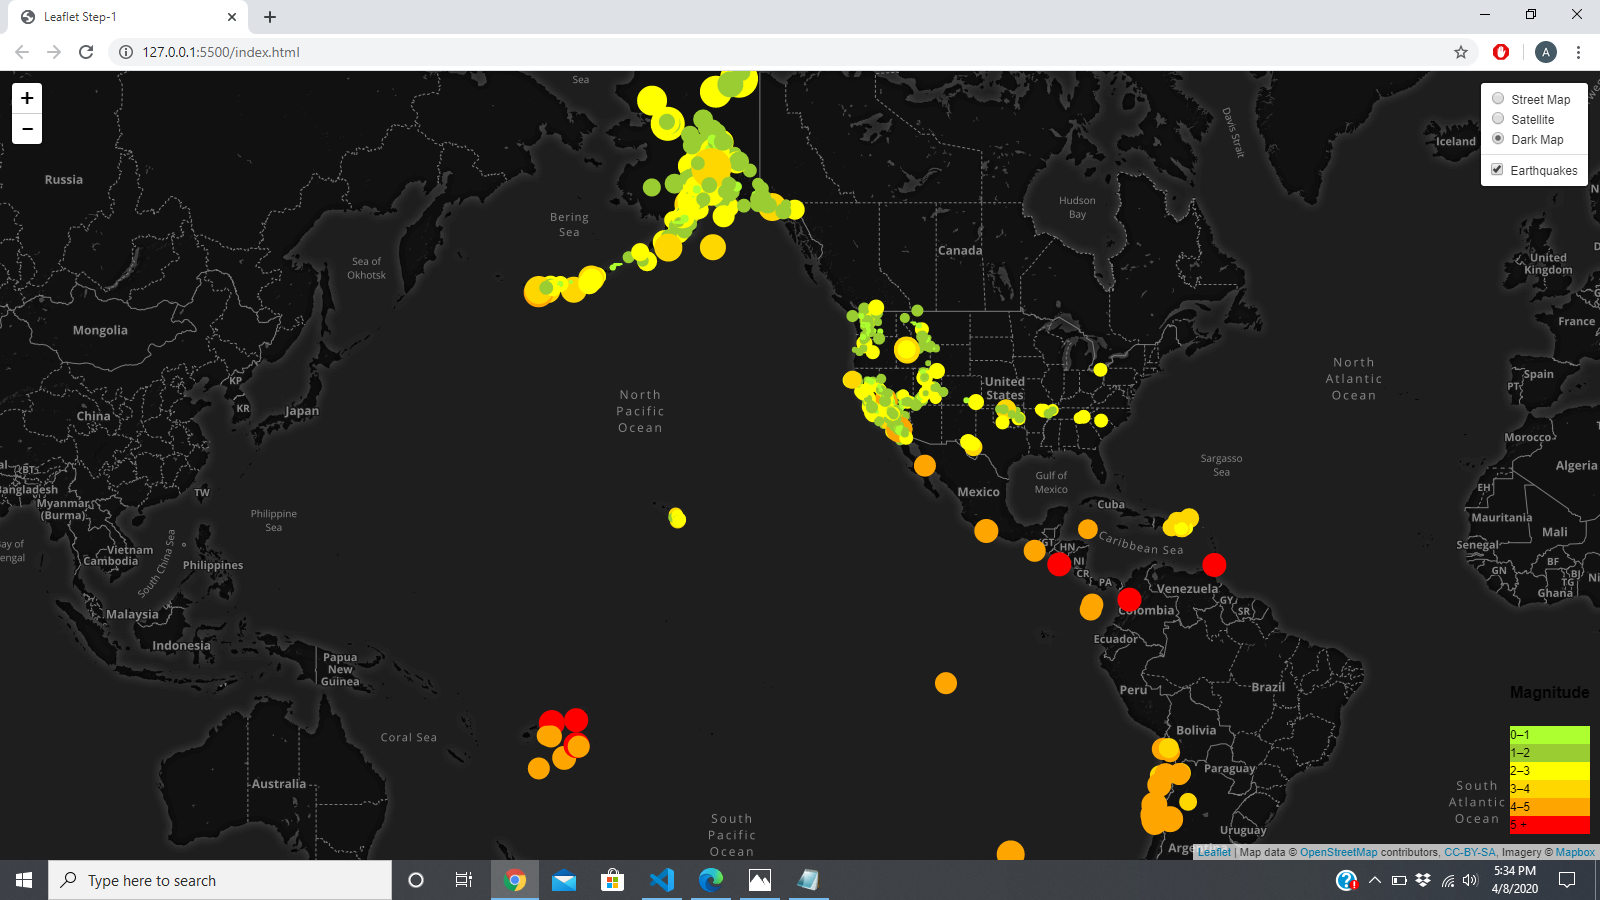 Leaflet Step-1
127.0.0.1:5500/index.html
A
+
−
Street Map
Satellite
Dark Map
Earthquakes
Sea
Davis Strait
Iceland
Russia
Bering
Sea
Hudson
Bay
Canada
Sea of
Okhotsk
United
Kingdom
Mongolia
France
North
Pacific
Ocean
North
Atlantic
Ocean
United
States
Spain
PT
KP
KR
Japan
China
Morocco
Algeria
Sargasso
Sea
Gulf of
Mexico
Mexico
Cuba
EH
BTs
Bangladesh
Myanmar
(Burma)
TW
Philippine
Sea
Mauritania
Mali
Vietnam
Cambodia
South China Sea
Philippines
Caribbean Sea
GT
HN
NI
CR
PA
Senegal
GN
BF
BJ
TG
Ghana
Venezuela
GY
SR
Colombia
Malaysia
Indonesia
Ecuador
Papua
New
Guinea
Peru
Brazil
Bolivia
Coral Sea
Australia
Paraguay
South
Pacific
Ocean
South
Atlantic
Ocean
Uruguay
Magnitude
0–1
1–2
2–3
3–4
4–5
5 +
Leaflet | Map data © OpenStreetMap contributors, CC-BY-SA, Imagery © Mapbox
Type here to search
5:34 PM
4/8/2020